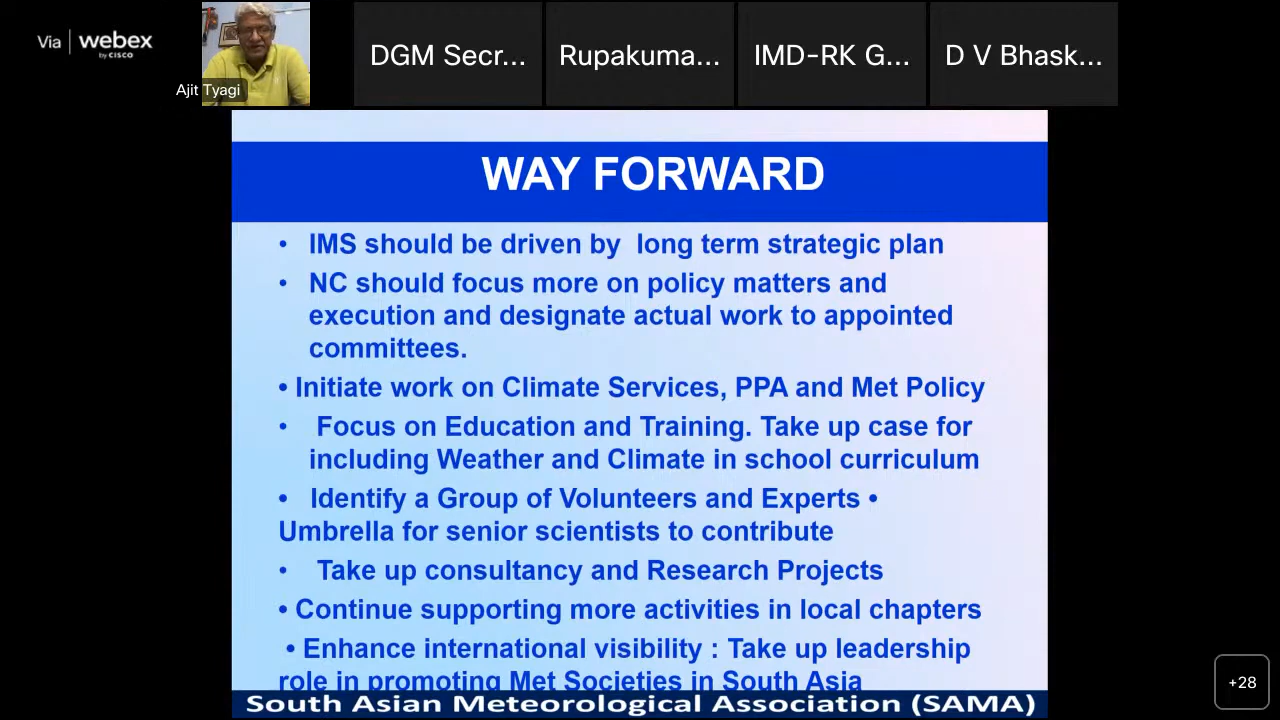 Via webex
by CISCO
Ajit Tyagi
DGM Secr...
Rupakuma...
IMD-RK G...
D V Bhask...
WAY FORWARD
• IMS should be driven by  long term strategic plan
• NC should focus more on policy matters and
execution and designate actual work to appointed
committees.
• Initiate work on Climate Services, PPA and Met Policy
• Focus on Education and Training. Take up case for
including Weather and Climate in school curriculum
• Identify a Group of Volunteers and Experts •
Umbrella for senior scientists to contribute
• Take up consultancy and Research Projects
• Continue supporting more activities in local chapters
• Enhance international visibility : Take up leadership
role in promoting Met Societies in South Asia
South Asian Meteorological Association (SAMA)
+28